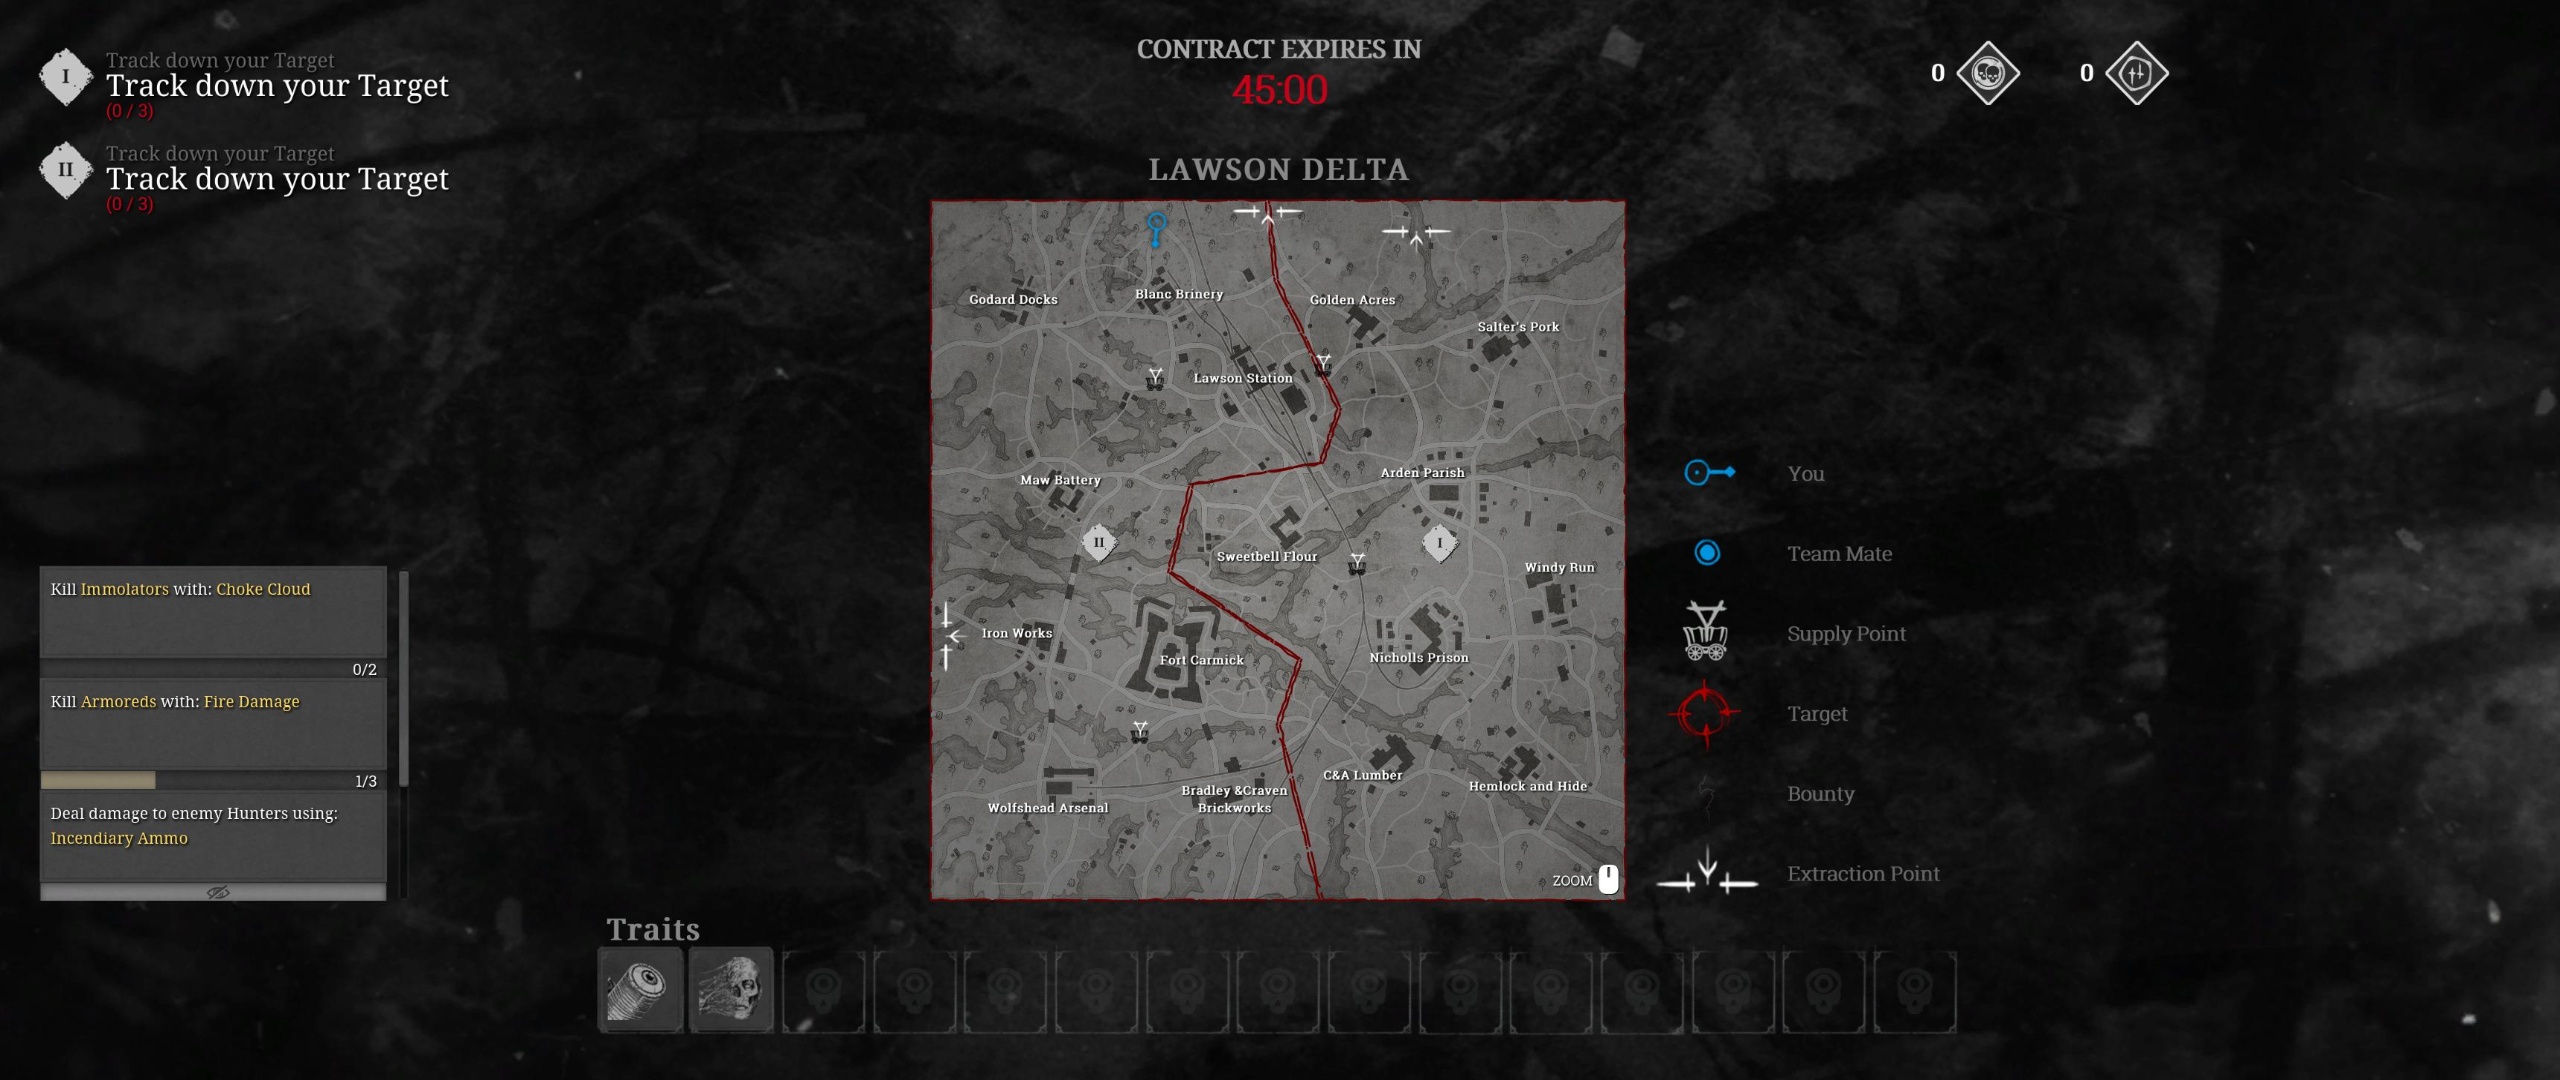 I
Track down your Target
Track down your Target
(0 / 3)
II
Track down your Target
Track down your Target
(0 / 3)
CONTRACT EXPIRES IN
45:00
0
0
LAWSON DELTA
Godard Docks
Blanc Brinery
Golden Acres
Salter's Pork
Lawson Station
Maw Battery
Arden Parish
II
I
Sweetbell Flour
Windy Run
Iron Works
Fort Carmick
Nicholls Prison
C&A Lumber
Hemlock and Hide
Bradley &Craven
Brickworks
Wolfshead Arsenal
ZOOM
You
Team Mate
Supply Point
Target
Bounty
Extraction Point
Kill Immolators with: Choke Cloud
0/2
Kill Armoreds with: Fire Damage
1/3
Deal damage to enemy Hunters using:
Incendiary Ammo
Traits